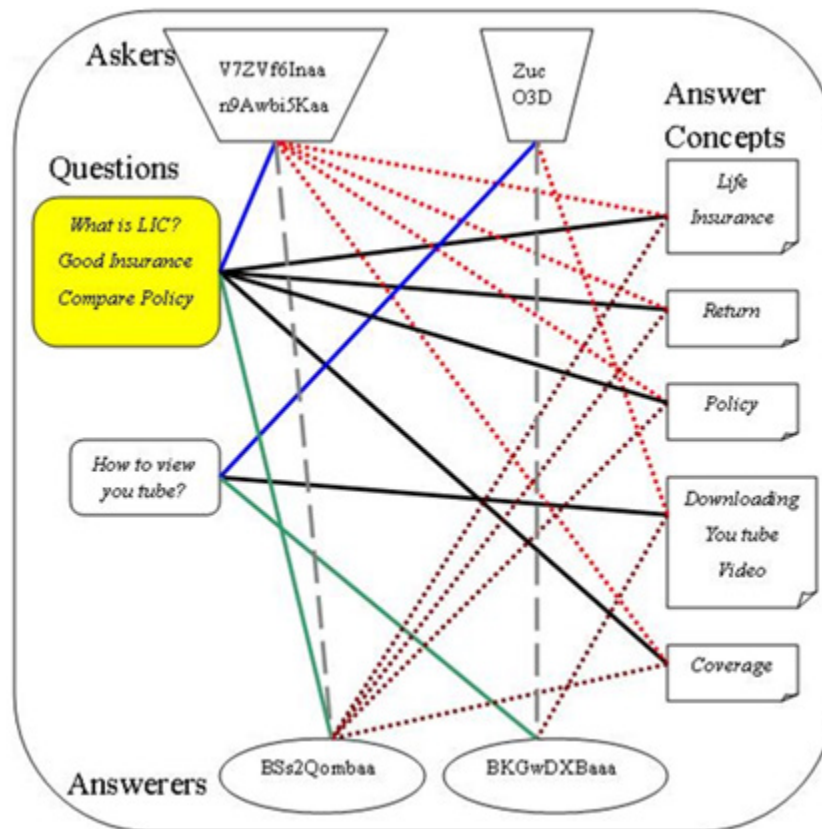 Askers
V7ZVf6Inaa
n9Awbi5Kaa
Zuc
O3D
Answer
Concepts
Questions
What is LIC?
Good Insurance
Compare Policy
Life
Insurance
Return
Policy
How to view
you tube?
Downloading
You tube
Video
Coverage
Answerers
BSs2Qombaa
BKGwDXBaaa